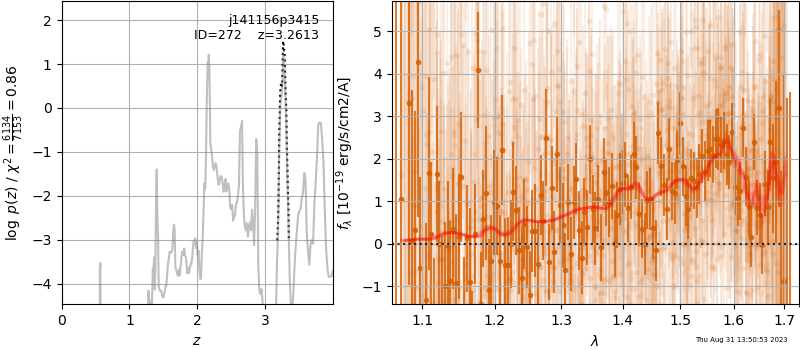 j141156p3415
ID=272 z=3.2613
log p(z) / χ² = 6134/7153 = 0.86
2
1
0
−1
−2
−3
−4
0 1 2 3
z
fλ [10⁻¹⁹ erg/s/cm2/A]
5
4
3
2
1
0
−1
1.1 1.2 1.3 1.4 1.5 1.6 1.7
λ
Thu Aug 31 13:50:53 2023